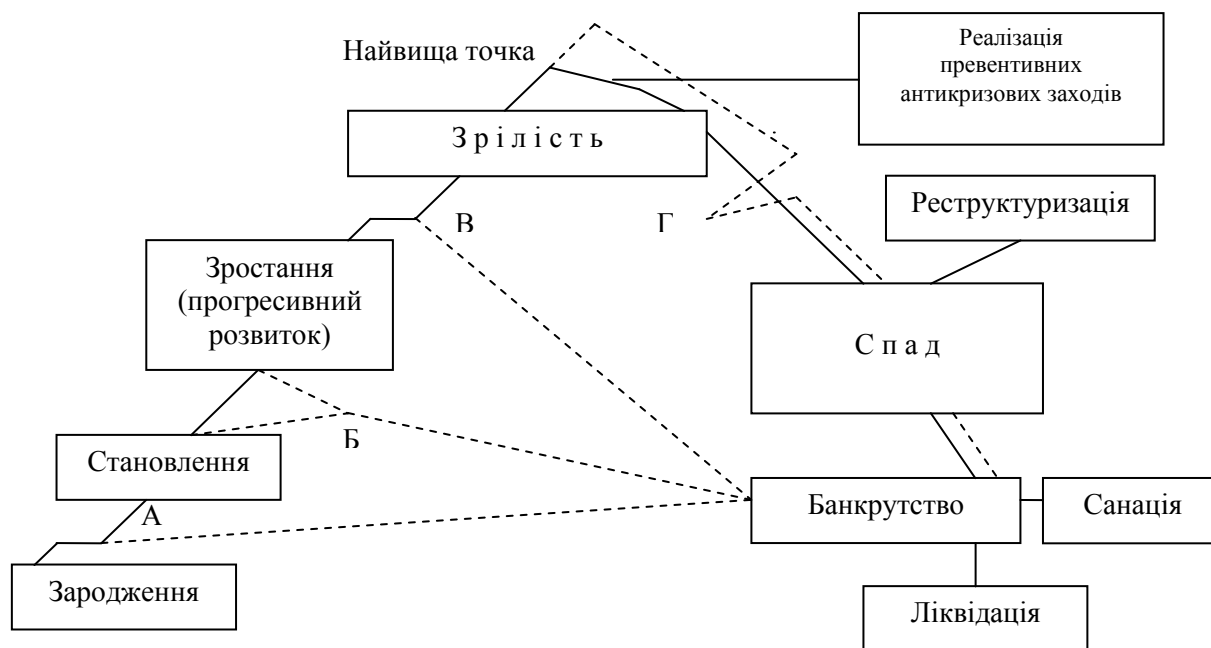 Найвища точка
Реалізація
превентивних
антикризових заходів
З р і л і с т ь
Реструктуризація
В
Г
Зростання
(прогресивний
розвиток)
С п а д
Б
Становлення
Банкрутство
Санація
А
Зародження
Ліквідація